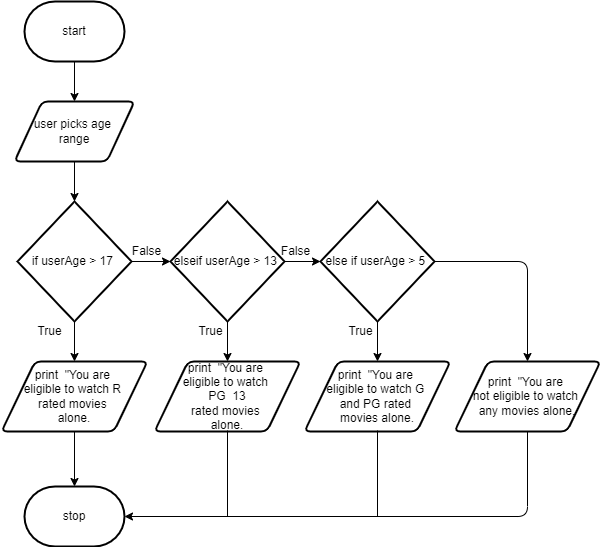 start
user picks age
range
if userAge > 17
False
elseif userAge > 13
False
else if userAge > 5
True
True
True
print "You are
eligible to watch R
rated movies
alone.
print "You are
eligible to watch
PG 13
rated movies
alone.
print "You are
eligible to watch G
and PG rated
movies alone.
print "You are
not eligible to watch
any movies alone.
stop